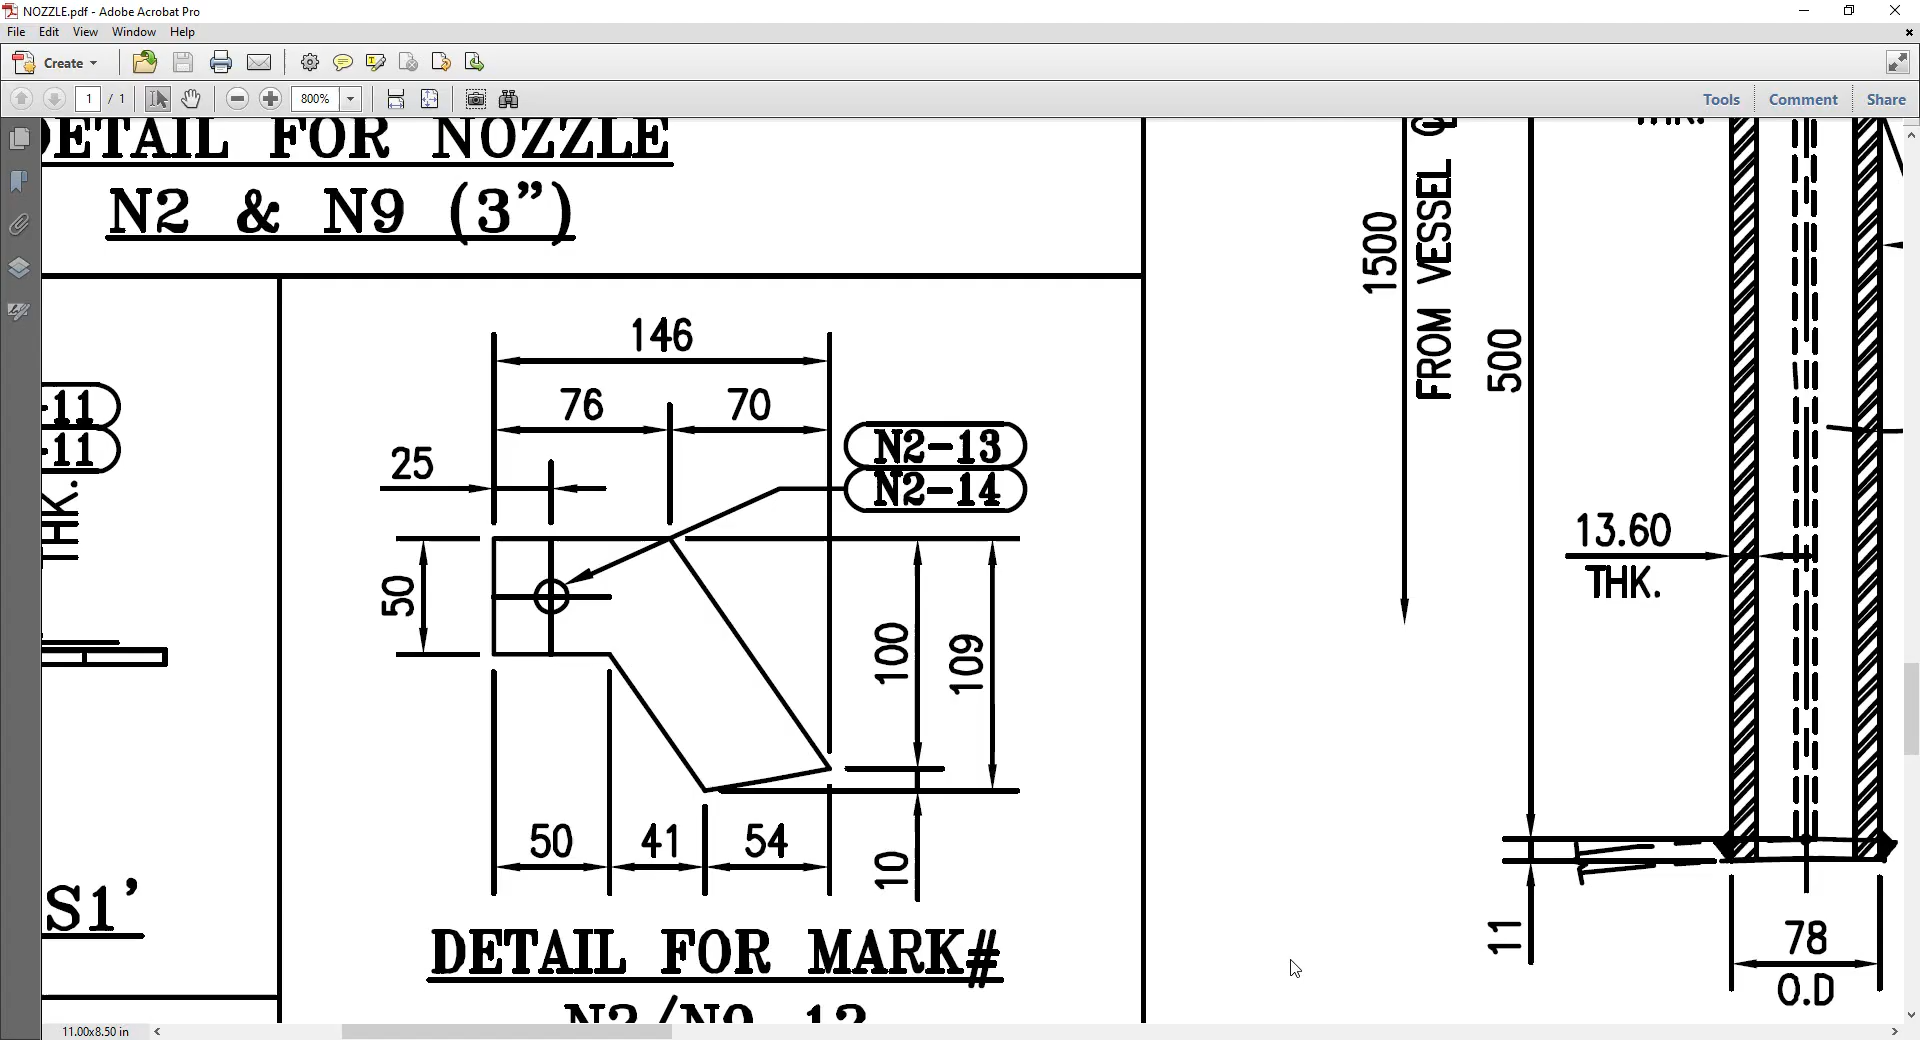 NOZZLE.pdf - Adobe Acrobat Pro
File Edit View Window Help
Create
1 / 1
800%
Tools
Comment
Share
DETAIL FOR NOZZLE
N2 & N9 (3")
146
76
70
25
N2-13
N2-14
50
100
109
50
41
54
10
DETAIL FOR MARK#
N2/N9-13
-11
-11
THK.
S1'
1500
FROM VESSEL ℄
500
THK.
13.60
THK.
11
78
O.D
11.00x8.50 in